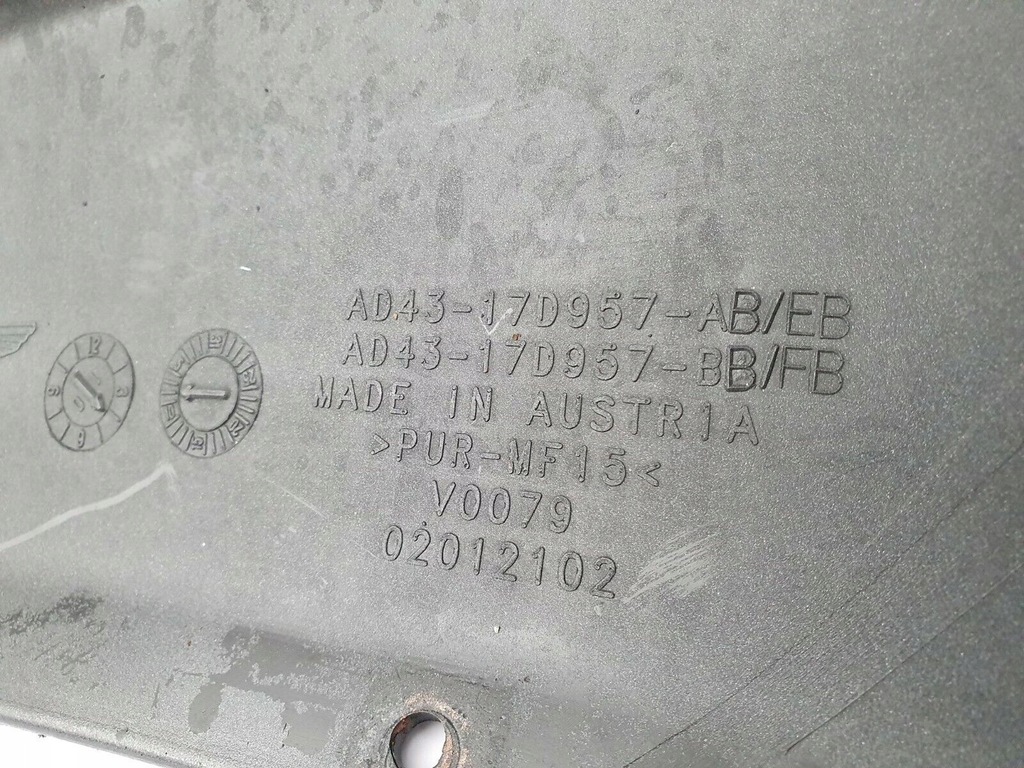 AD43-17D957-AB/EB
AD43-17D957-BB/FB
MADE IN AUSTRIA
>PUR-MF15<
V0079
02012102